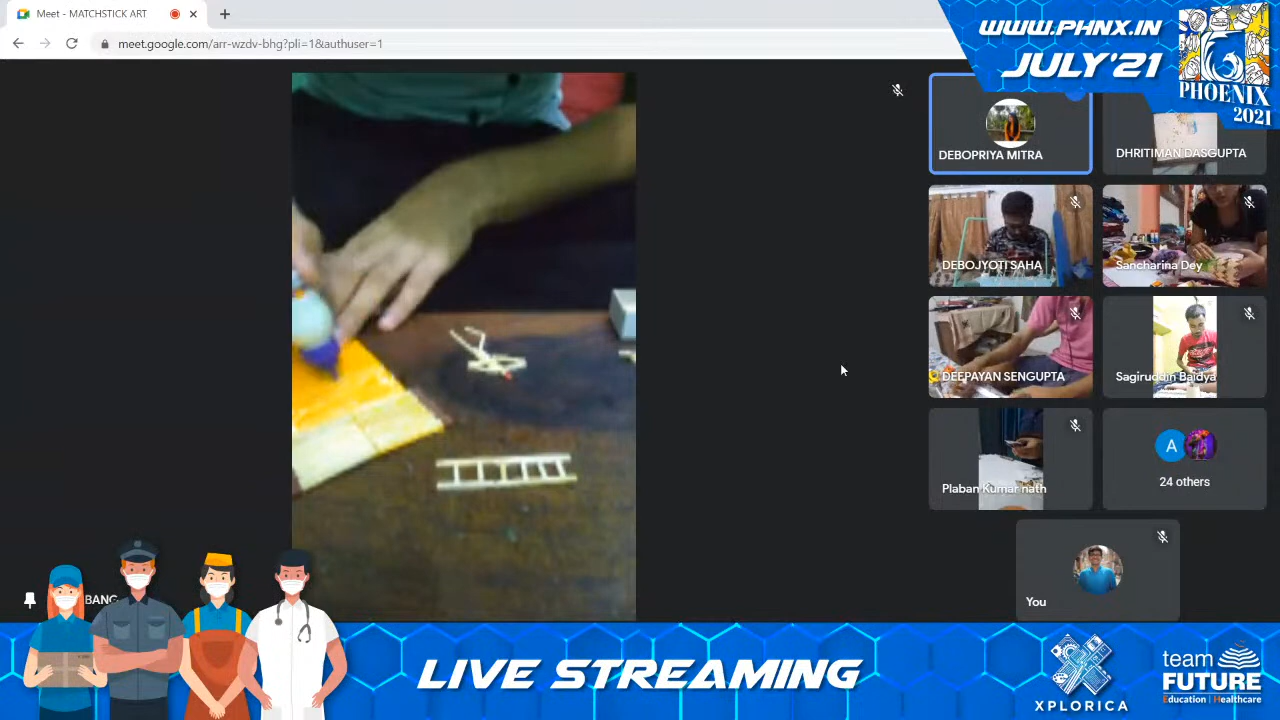 Meet - MATCHSTICK ART
meet.google.com/arr-wzdv-bhg?pli=1&authuser=1
WWW.PHNX.IN
JULY'21
PHOENIX
2021
DEBOPRIYA MITRA
DHRITIMAN DASGUPTA
DEBOJYOTI SAHA
Sancharina Dey
DEEPAYAN SENGUPTA
Sagiruddin Baidya
Plaban Kumar nath
A
24 others
You
BANG
LIVE STREAMING
XPLORICA
team
FUTURE
Education | Healthcare